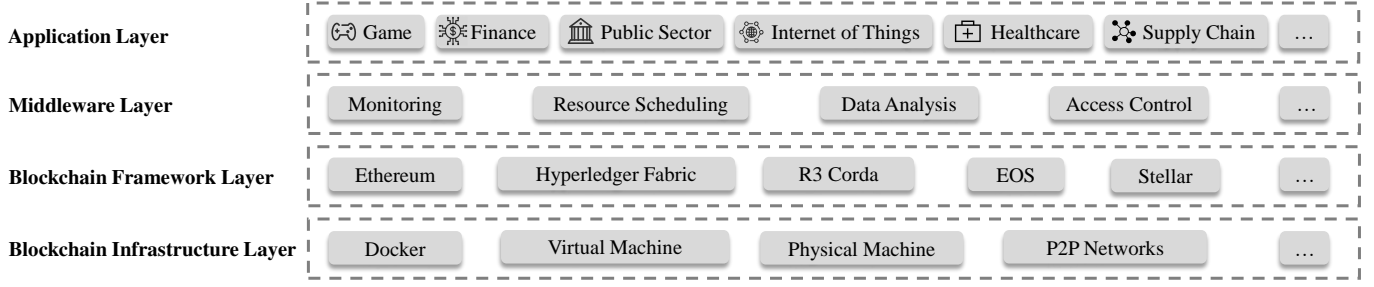 Application Layer Game Finance Public Sector Internet of Things Healthcare Supply Chain …
Middleware Layer Monitoring Resource Scheduling Data Analysis Access Control …
Blockchain Framework Layer Ethereum Hyperledger Fabric R3 Corda EOS Stellar …
Blockchain Infrastructure Layer Docker Virtual Machine Physical Machine P2P Networks …